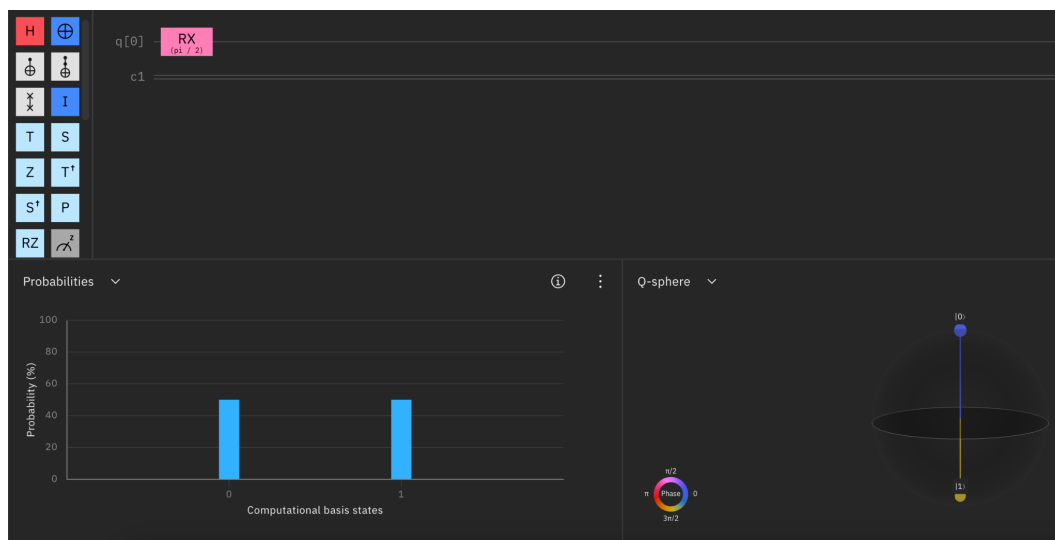 H ⊕
q[0] RX
(pi / 2)
c1
I
T S
Z T†
S† P
RZ z
Probabilities
Q-sphere
100
80
60
40
20
0
Probability (%)
0 1
Computational basis states
|0⟩
|1⟩
π/2
π Phase 0
3π/2